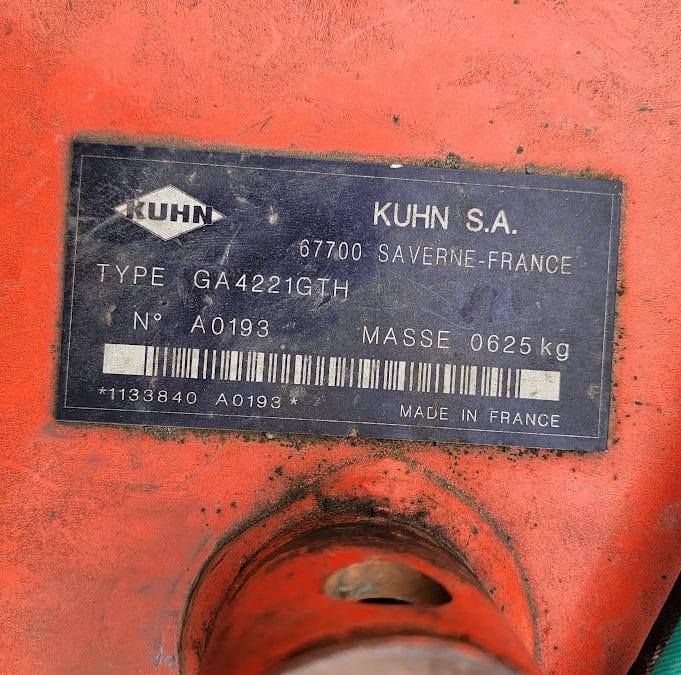 KUHN
KUHN S.A.
67700 SAVERNE-FRANCE
TYPE GA4221GTH
N° A0193 MASSE 0625 kg
*1133840 A0193*
MADE IN FRANCE